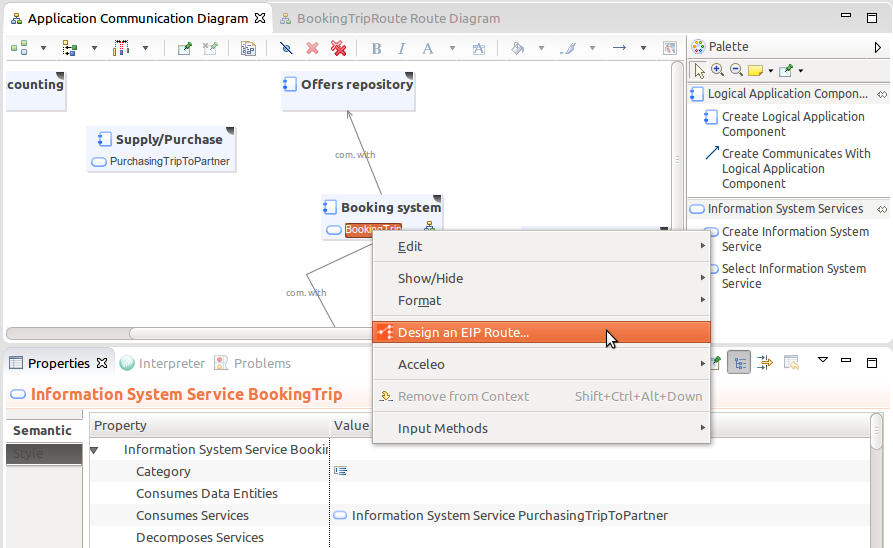 Application Communication Diagram
BookingTripRoute Route Diagram
B I A
Palette
counting
Offers repository
Supply/Purchase
PurchasingTripToPartner
com. with
Booking system
BookingTrip
com. with
Logical Application Compon...
Create Logical Application
Component
Create Communicates With
Logical Application
Component
Information System Services
Create Information System
Service
Select Information System
Service
Edit
Show/Hide
Format
Design an EIP Route...
Acceleo
Remove from Context Shift+Ctrl+Alt+Down
Input Methods
Properties
Interpreter
Problems
Information System Service BookingTrip
Semantic
Style
Property Value
Information System Service Bookin
Category
Consumes Data Entities
Consumes Services Information System Service PurchasingTripToPartner
Decomposes Services